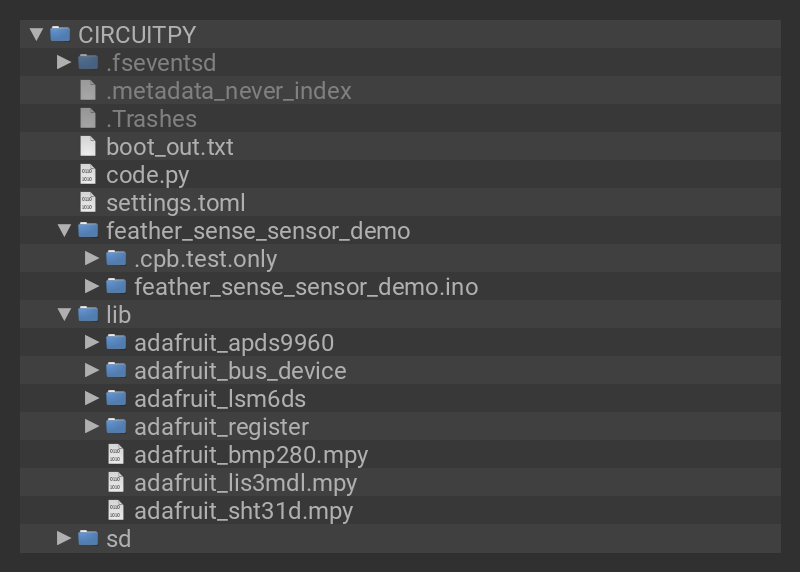 CIRCUITPY
.fseventsd
.metadata_never_index
.Trashes
boot_out.txt
code.py
settings.toml
feather_sense_sensor_demo
.cpb.test.only
feather_sense_sensor_demo.ino
lib
adafruit_apds9960
adafruit_bus_device
adafruit_lsm6ds
adafruit_register
adafruit_bmp280.mpy
adafruit_lis3mdl.mpy
adafruit_sht31d.mpy
sd